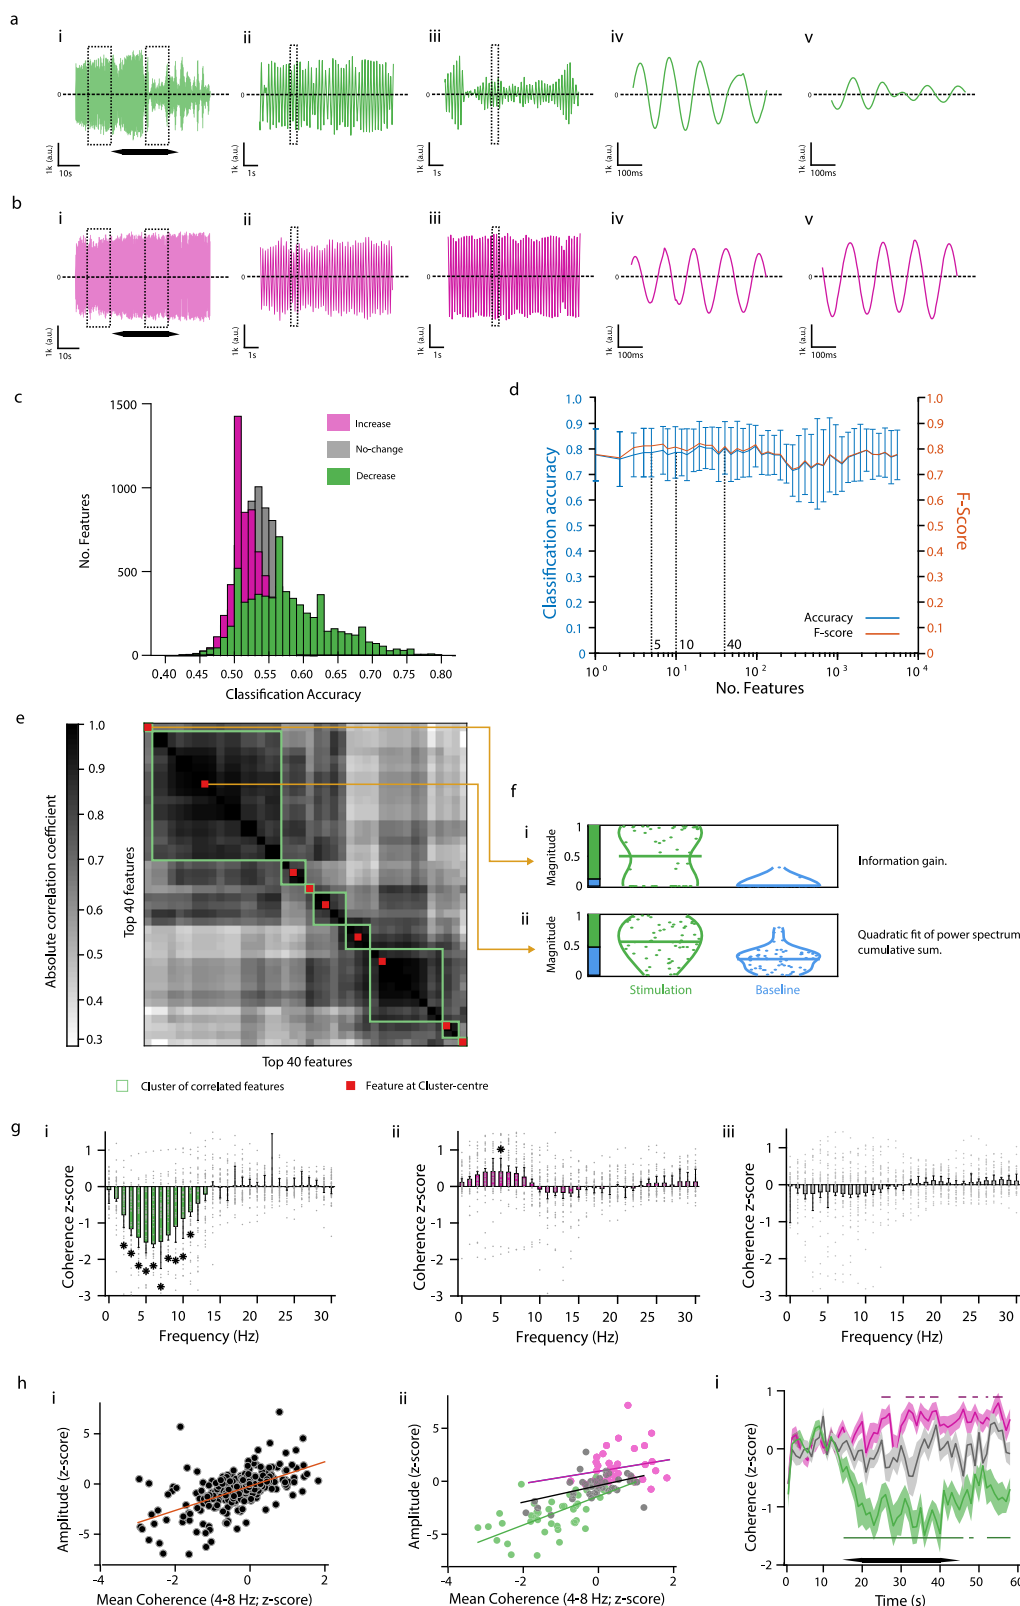 a
i
ii
iii
iv
v
0
0
0
0
0
1k (a.u.)
10s
1k (a.u.)
1s
1k (a.u.)
1s
1k (a.u.)
100ms
1k (a.u.)
100ms
b
i
ii
iii
iv
v
0
0
0
0
0
1k (a.u.)
10s
1k (a.u.)
1s
1k (a.u.)
1s
1k (a.u.)
100ms
1k (a.u.)
100ms
c
No. Features
1500
1000
500
0
Increase
No-change
Decrease
0.40 0.45 0.50 0.55 0.60 0.65 0.70 0.75 0.80
Classification Accuracy
d
Classification accuracy
1.0
0.9
0.8
0.7
0.6
0.5
0.4
0.3
0.2
0.1
0
F-Score
1.0
0.9
0.8
0.7
0.6
0.5
0.4
0.3
0.2
0.1
0
Accuracy
F-score
5 10 40
10^0 10^1 10^2 10^3 10^4
No. Features
e
Absolute correlation coefficient
1.0
0.9
0.8
0.7
0.6
0.5
0.4
0.3
Top 40 features
Top 40 features
Cluster of correlated features
Feature at Cluster-centre
f
i
Magnitude
1
0.5
0
Information gain.
ii
Magnitude
1
0.5
0
Quadratic fit of power spectrum
cumulative sum.
Stimulation
Baseline
g
i
Coherence z-score
1
0
-1
-2
-3
0 5 10 15 20 25 30
Frequency (Hz)
ii
Coherence z-score
1
0
-1
-2
-3
0 5 10 15 20 25 30
Frequency (Hz)
iii
Coherence z-score
1
0
-1
-2
-3
0 5 10 15 20 25 30
Frequency (Hz)
h
i
Amplitude (z-score)
5
0
-5
-4 -2 0 2
Mean Coherence (4-8 Hz; z-score)
ii
Amplitude (z-score)
5
0
-5
-4 -2 0 2
Mean Coherence (4-8 Hz; z-score)
i
Coherence (z-score)
1
0
-1
-2
0 10 20 30 40 50 60
Time (s)